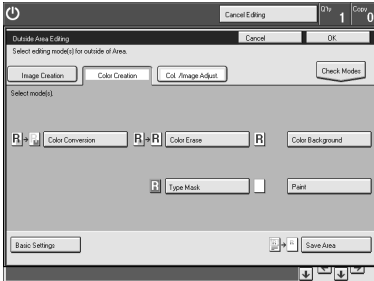 Cancel Editing
Q'ty
1
Copy
0
Outside Area Editing
Cancel
OK
Select editing mode(s) for outside of Area.
Image Creation
Color Creation
Col. /Image Adjust.
Check Modes
Select mode(s).
R R Color Conversion
R R Color Erase
R Color Background
R Type Mask
Paint
Basic Settings
R R Save Area